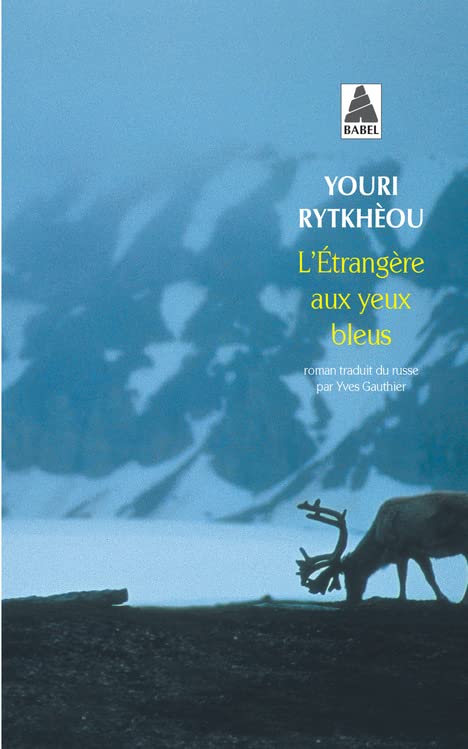 BABEL
YOURI
RYTKHÈOU
L'Étrangère
aux yeux
bleus
roman traduit du russe
par Yves Gauthier